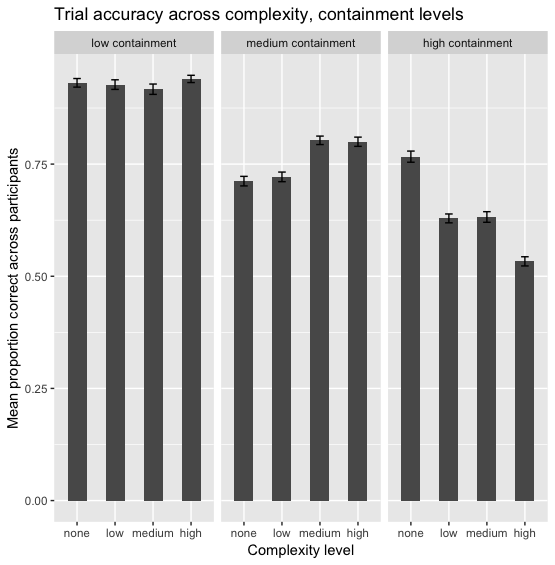 Trial accuracy across complexity, containment levels
low containment medium containment high containment
Mean proportion correct across participants
0.75
0.50
0.25
0.00
none low medium high none low medium high none low medium high
Complexity level